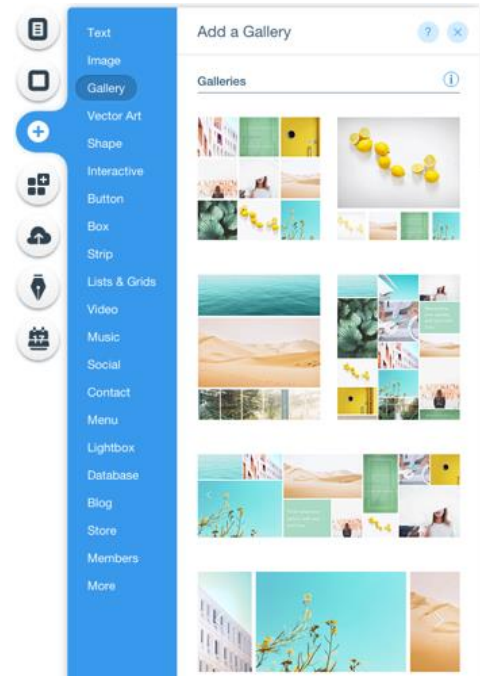 Text
Image
Gallery
Vector Art
Shape
Interactive
Button
Box
Strip
Lists & Grids
Video
Music
Social
Contact
Menu
Lightbox
Database
Blog
Store
Members
More
Add a Gallery
?
Galleries
i
17